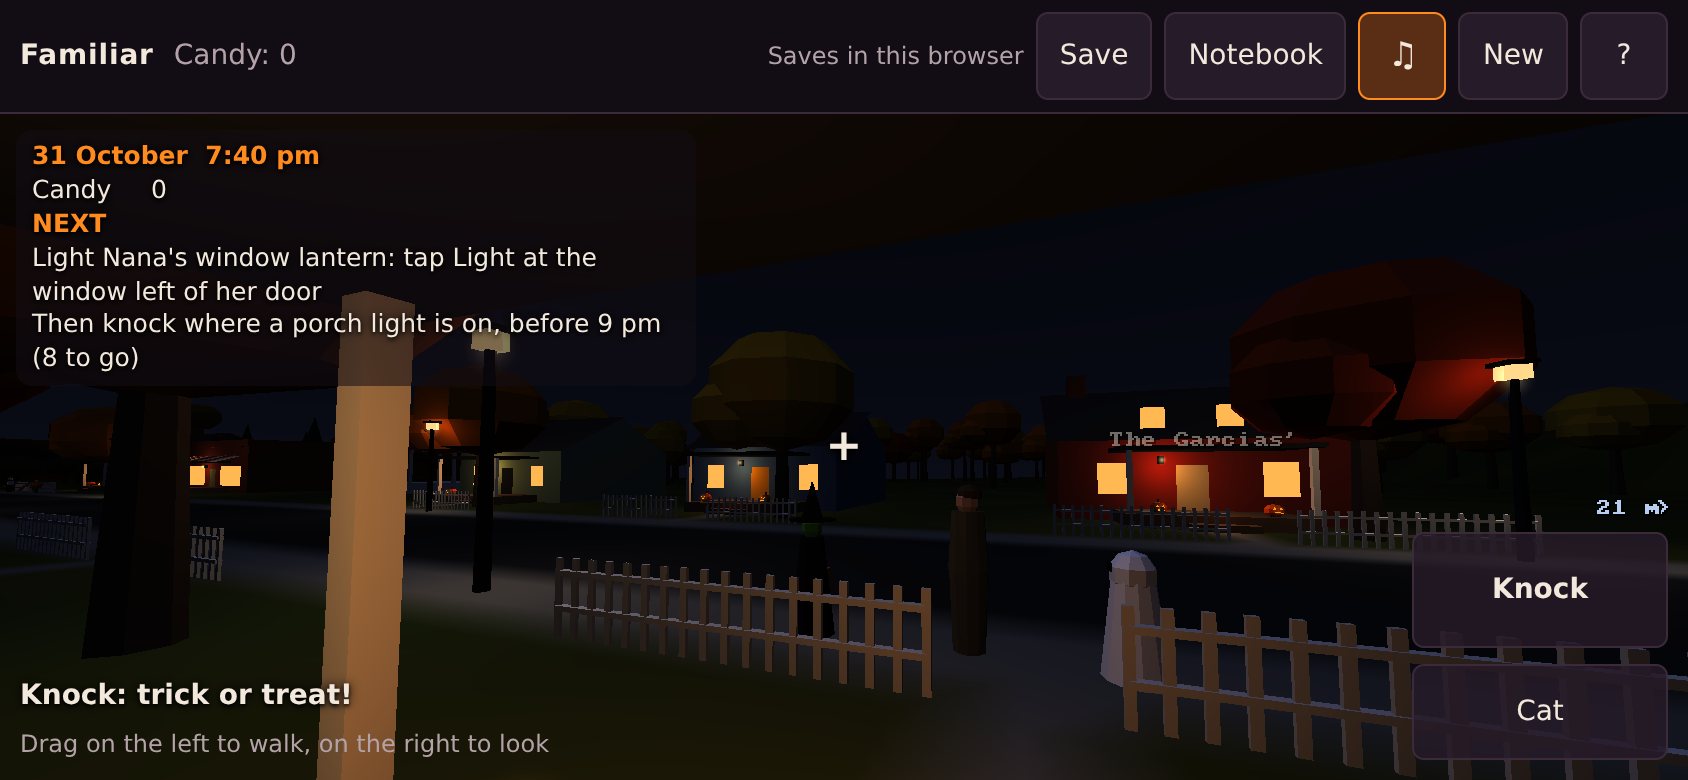 Familiar Candy: 0 Saves in this browser Save Notebook ♫ New ?
31 October 7:40 pm
Candy 0
NEXT
Light Nana's window lantern: tap Light at the
window left of her door
Then knock where a porch light is on, before 9 pm
(8 to go)
The Garcias'
21 m>
Knock
Knock: trick or treat!
Cat
Drag on the left to walk, on the right to look